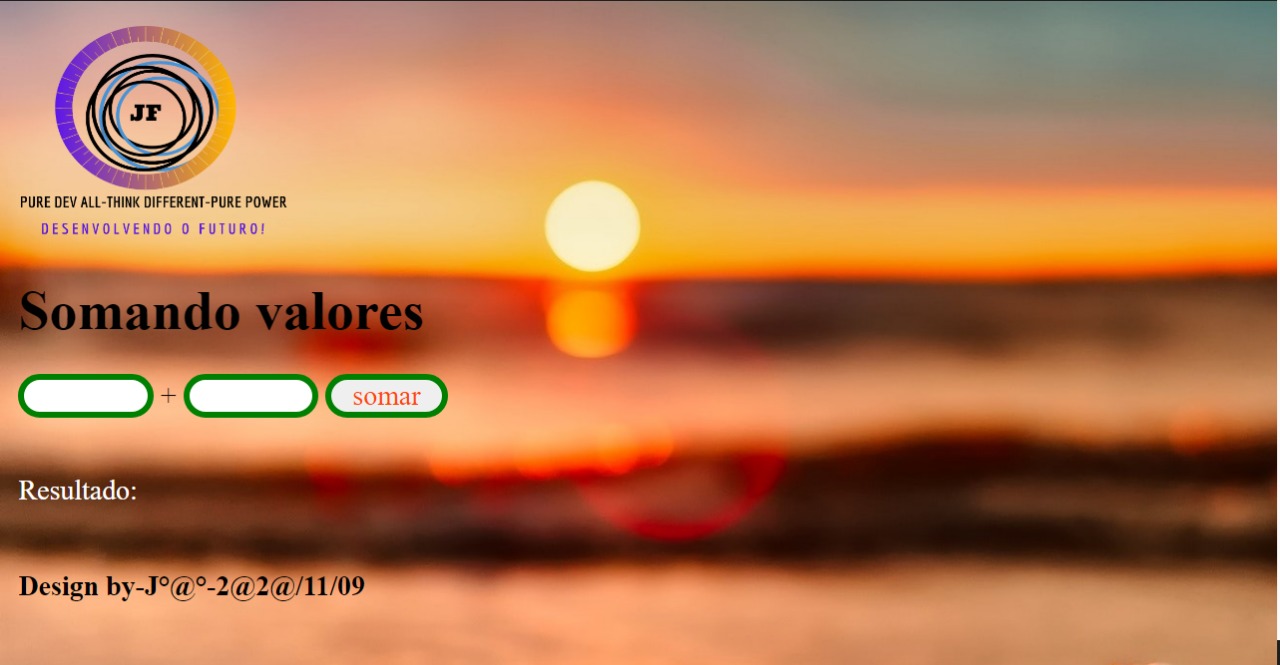 JF
PURE DEV ALL-THINK DIFFERENT-PURE POWER
DESENVOLVENDO O FUTURO!
Somando valores
+ somar
Resultado:
Design by-J°@°-2@2@/11/09